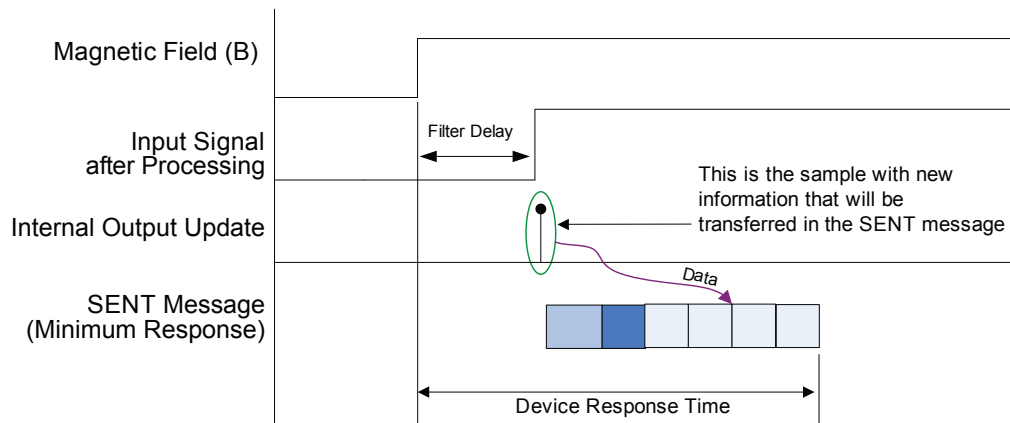 Magnetic Field (B)
Input Signal
after Processing
Filter Delay
Internal Output Update
This is the sample with new
information that will be
transferred in the SENT message
Data
SENT Message
(Minimum Response)
Device Response Time